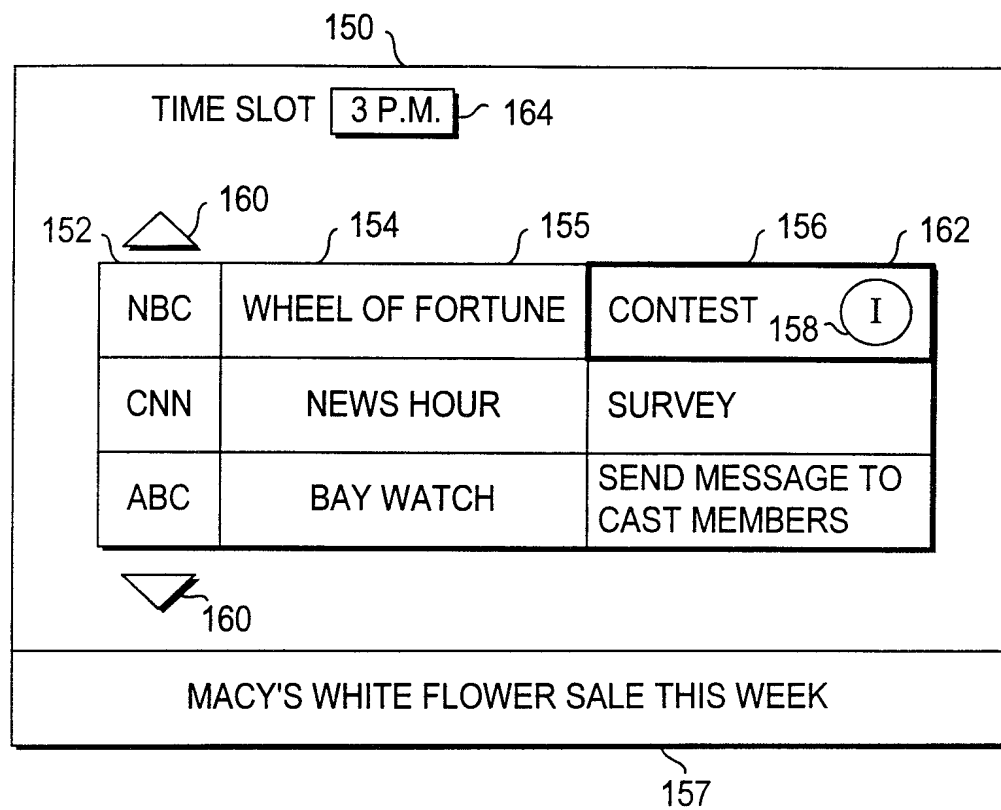 150
TIME SLOT 3 P.M. 164
160
152 154 155 156 162
NBC WHEEL OF FORTUNE CONTEST 158 I
CNN NEWS HOUR SURVEY
ABC BAY WATCH SEND MESSAGE TO
CAST MEMBERS
160
MACY'S WHITE FLOWER SALE THIS WEEK
157